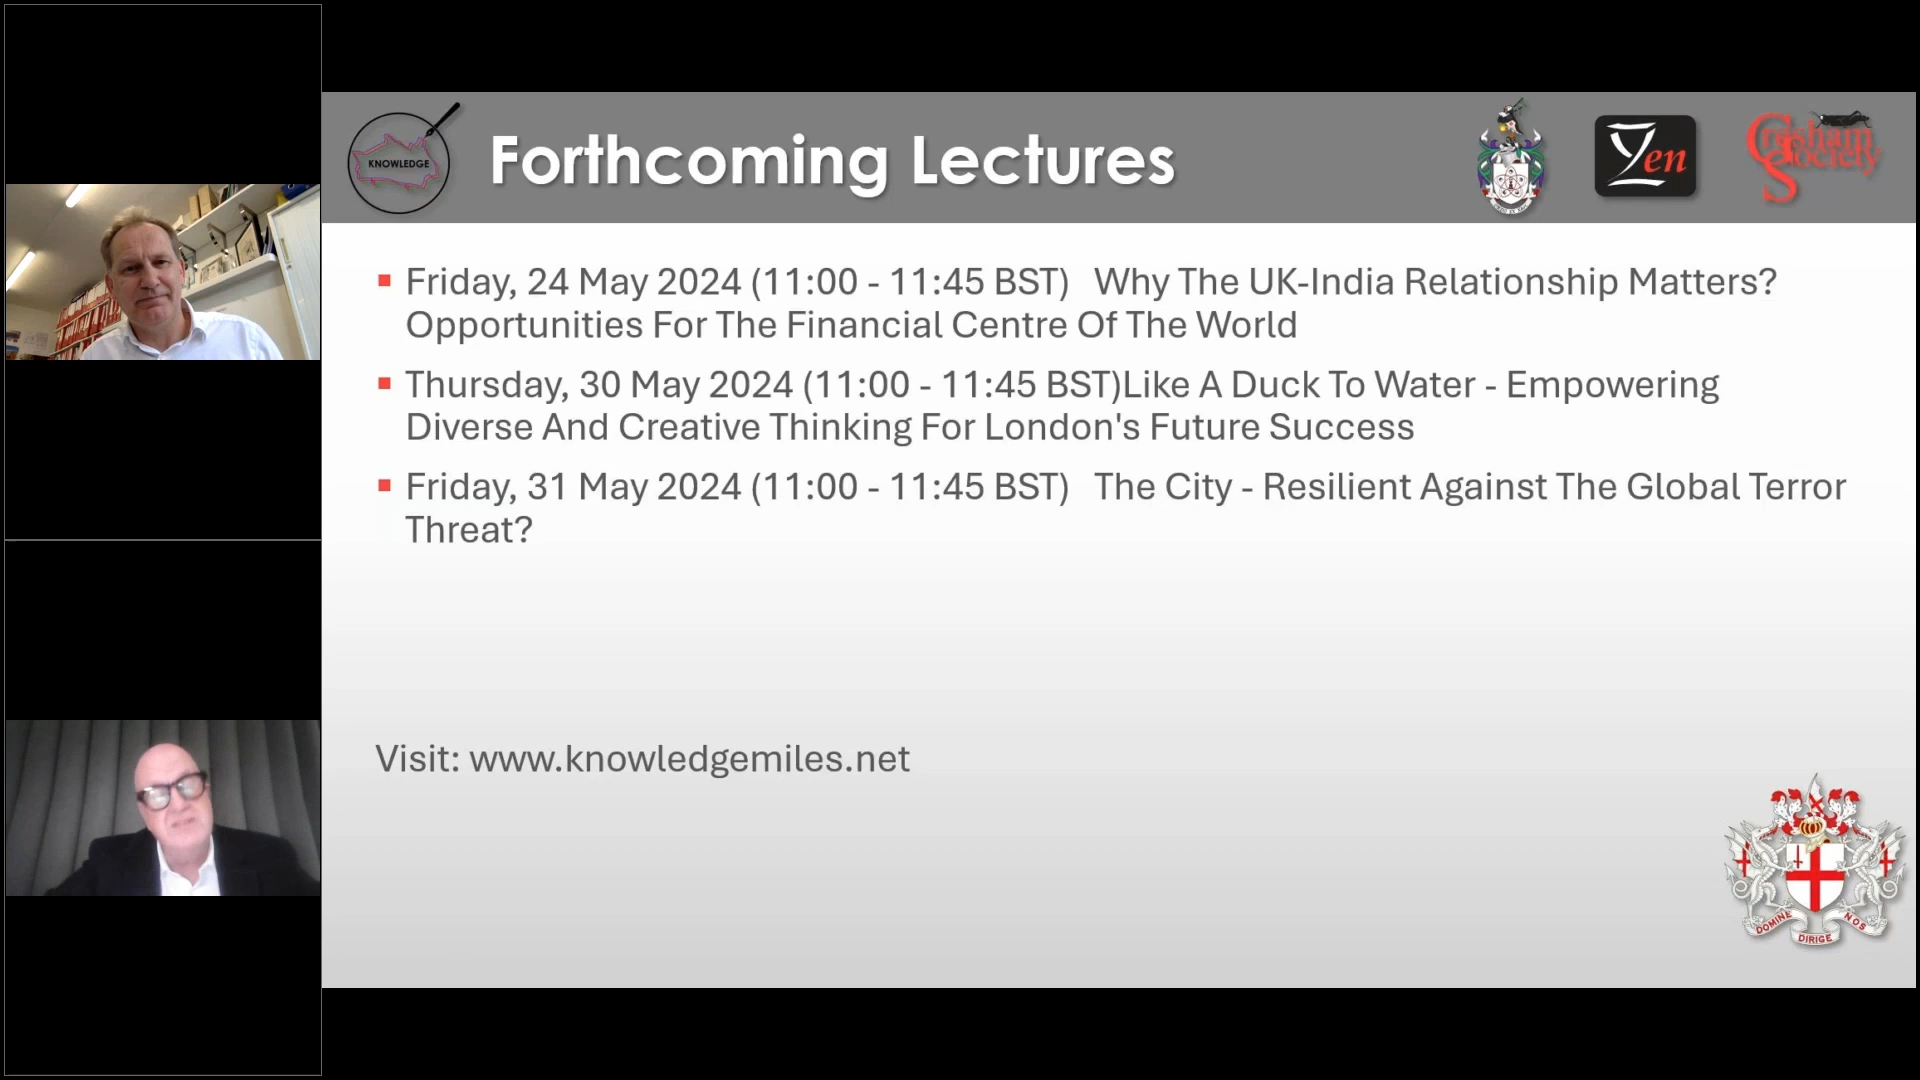 KNOWLEDGE
Forthcoming Lectures
Yen
Gresham
Society
Friday, 24 May 2024 (11:00 - 11:45 BST) Why The UK-India Relationship Matters?
Opportunities For The Financial Centre Of The World
Thursday, 30 May 2024 (11:00 - 11:45 BST)Like A Duck To Water - Empowering
Diverse And Creative Thinking For London's Future Success
Friday, 31 May 2024 (11:00 - 11:45 BST) The City - Resilient Against The Global Terror
Threat?
Visit: www.knowledgemiles.net
DOMINE DIRIGE NOS